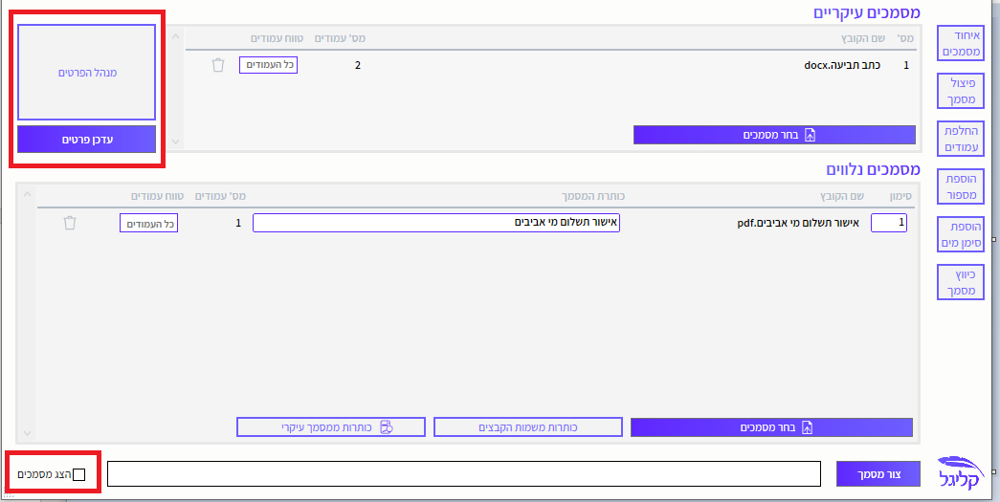 מסמכים עיקריים
מס'
שם הקובץ
מס' עמודים
טווח עמודים
1
כתב תביעה.docx
2
כל העמודים
בחר מסמכים
מנהל הפרטים
עדכן פרטים
איחוד
מסמכים
פיצול
מסמך
החלפת
עמודים
הוספת
מספור
הוספת
סימן מים
כיווץ
מסמך
מסמכים נלווים
סימון
שם הקובץ
כותרת המסמך
מס' עמודים
טווח עמודים
1
אישור תשלום מי אביבים.pdf
אישור תשלום מי אביבים
1
כל העמודים
בחר מסמכים
כותרות משמות הקבצים
כותרות ממסמך עיקרי
קליגל
צור מסמך
הצג מסמכים